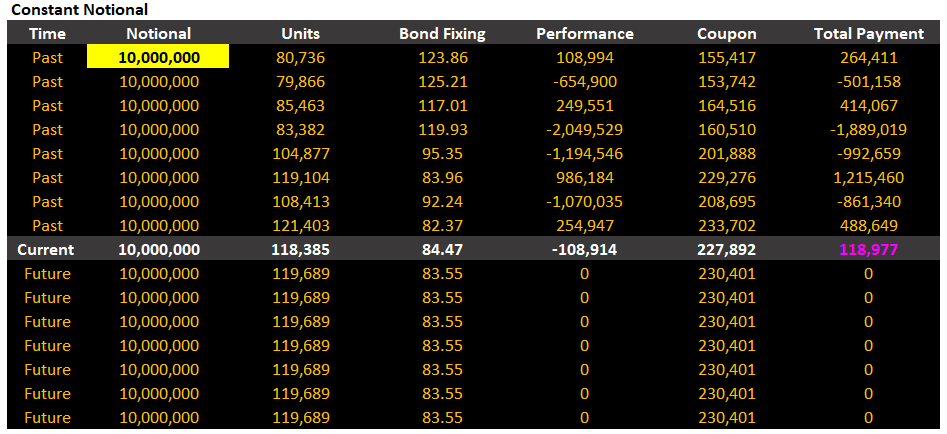 Constant Notional
Time Notional Units Bond Fixing Performance Coupon Total Payment
Past 10,000,000 80,736 123.86 108,994 155,417 264,411
Past 10,000,000 79,866 125.21 -654,900 153,742 -501,158
Past 10,000,000 85,463 117.01 249,551 164,516 414,067
Past 10,000,000 83,382 119.93 -2,049,529 160,510 -1,889,019
Past 10,000,000 104,877 95.35 -1,194,546 201,888 -992,659
Past 10,000,000 119,104 83.96 986,184 229,276 1,215,460
Past 10,000,000 108,413 92.24 -1,070,035 208,695 -861,340
Past 10,000,000 121,403 82.37 254,947 233,702 488,649
Current 10,000,000 118,385 84.47 -108,914 227,892 118,977
Future 10,000,000 119,689 83.55 0 230,401 0
Future 10,000,000 119,689 83.55 0 230,401 0
Future 10,000,000 119,689 83.55 0 230,401 0
Future 10,000,000 119,689 83.55 0 230,401 0
Future 10,000,000 119,689 83.55 0 230,401 0
Future 10,000,000 119,689 83.55 0 230,401 0
Future 10,000,000 119,689 83.55 0 230,401 0